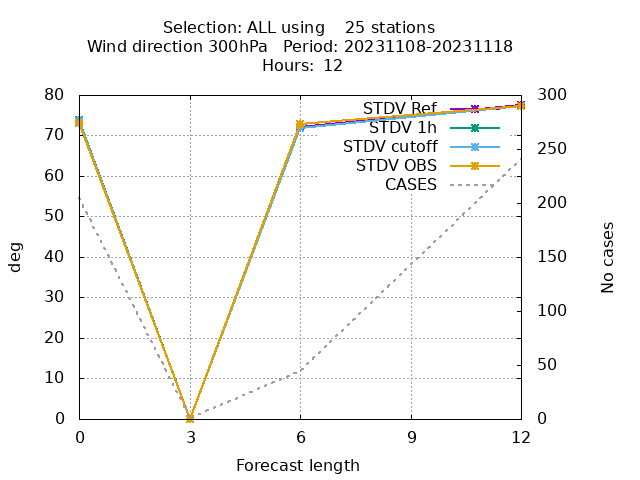 Selection: ALL using    25 stations
Wind direction 300hPa   Period: 20231108-20231118
Hours:  12
80
70
60
50
40
30
20
10
0
300
250
200
150
100
50
0
STDV Ref
STDV 1h
STDV cutoff
STDV OBS
CASES
deg
No cases
0 3 6 9 12
Forecast length